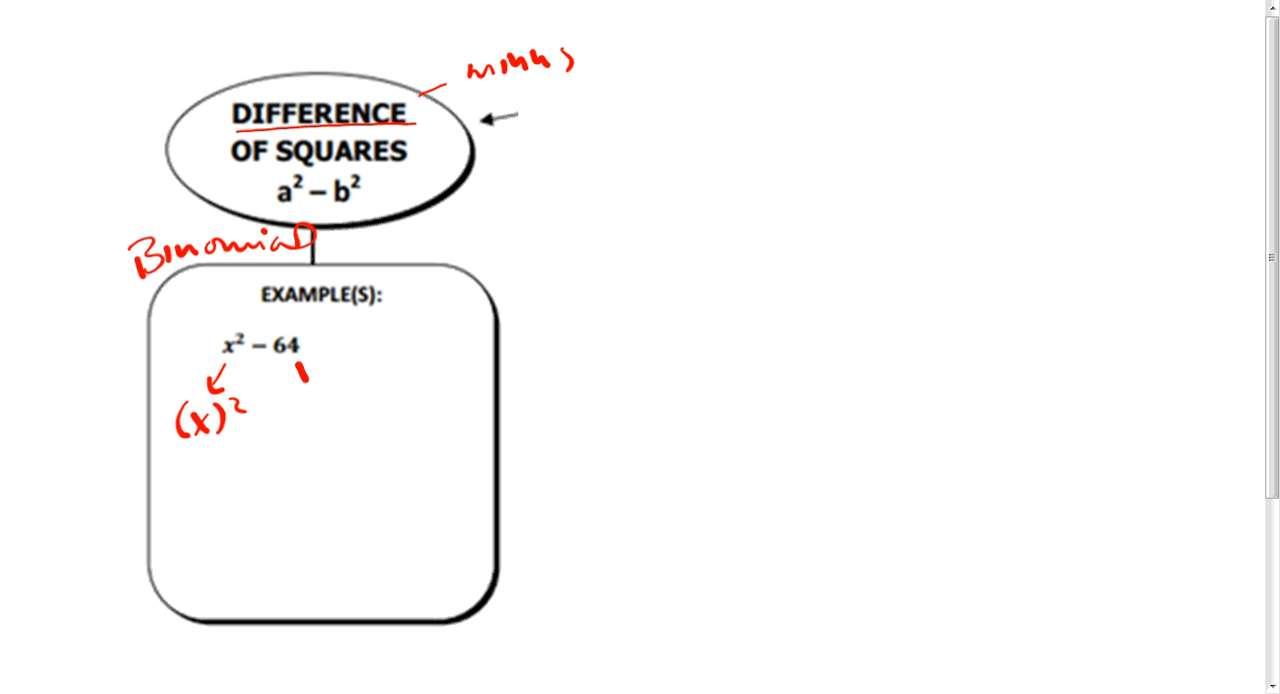 minus
DIFFERENCE
OF SQUARES
a² – b²
Binomial
EXAMPLE(S):
x² – 64
(x)²